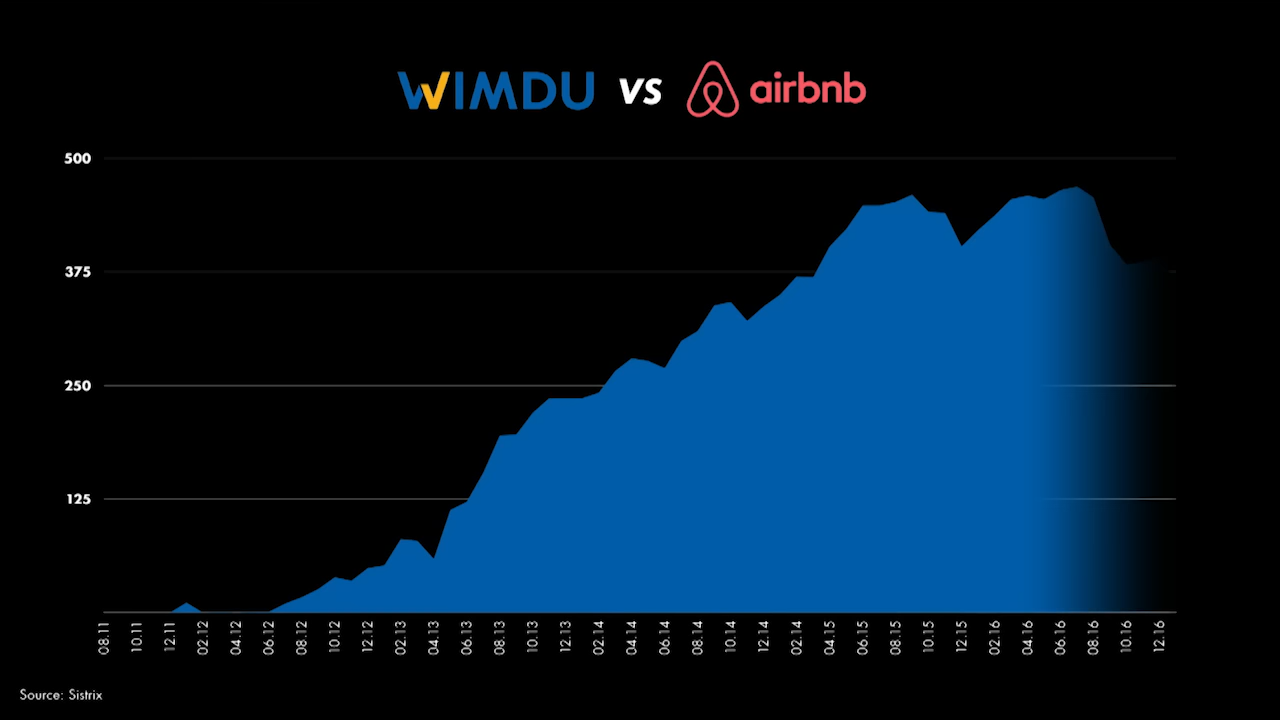 WIMDU vs airbnb
500
375
250
125
08.11 10.11 12.11 02.12 04.12 06.12 08.12 10.12 12.12 02.13 04.13 06.13 08.13 10.13 12.13 02.14 04.14 06.14 08.14 10.14 12.14 02.15 04.15 06.15 08.15 10.15 12.15 02.16 04.16 06.16 08.16 10.16 12.16
Source: Sistrix